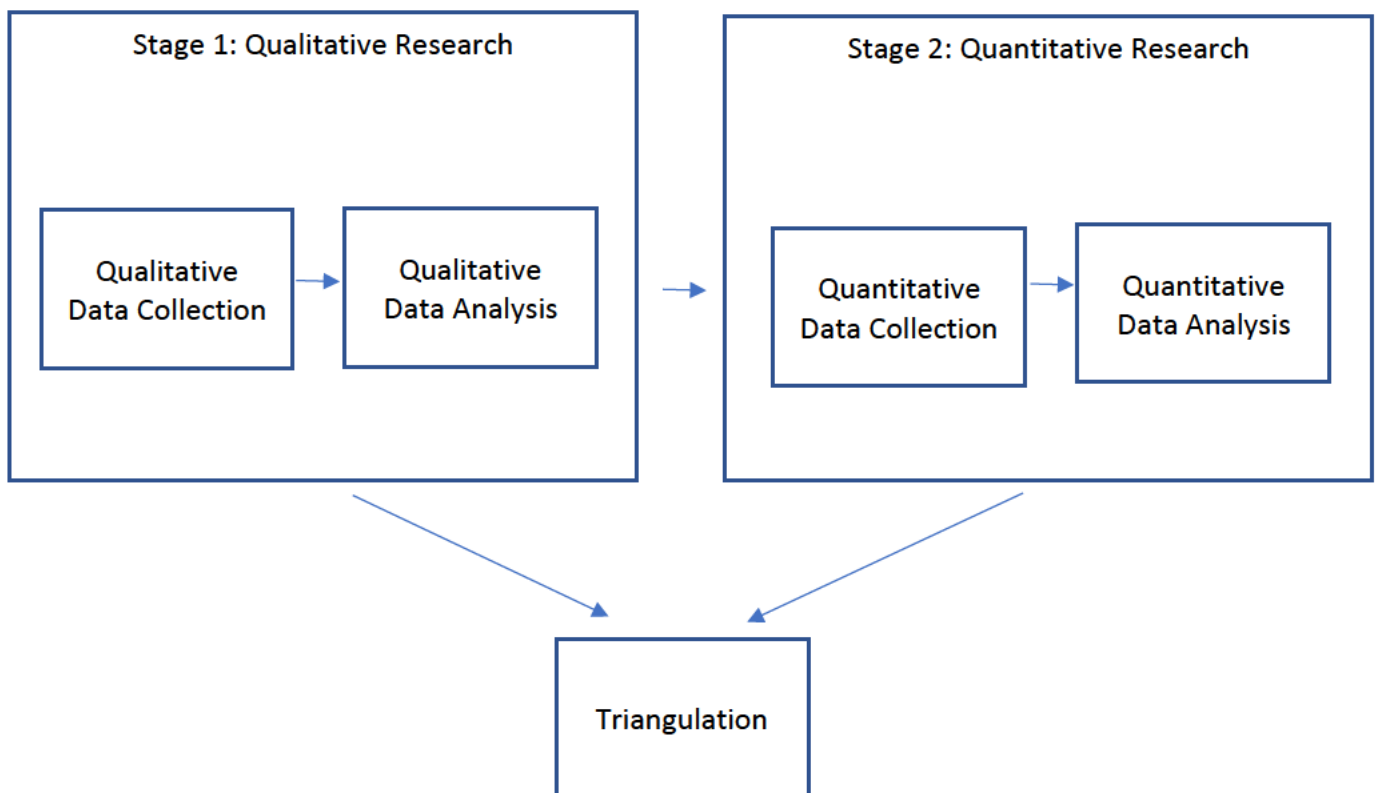 Stage 1: Qualitative Research
Qualitative
Data Collection
Qualitative
Data Analysis
Stage 2: Quantitative Research
Quantitative
Data Collection
Quantitative
Data Analysis
Triangulation